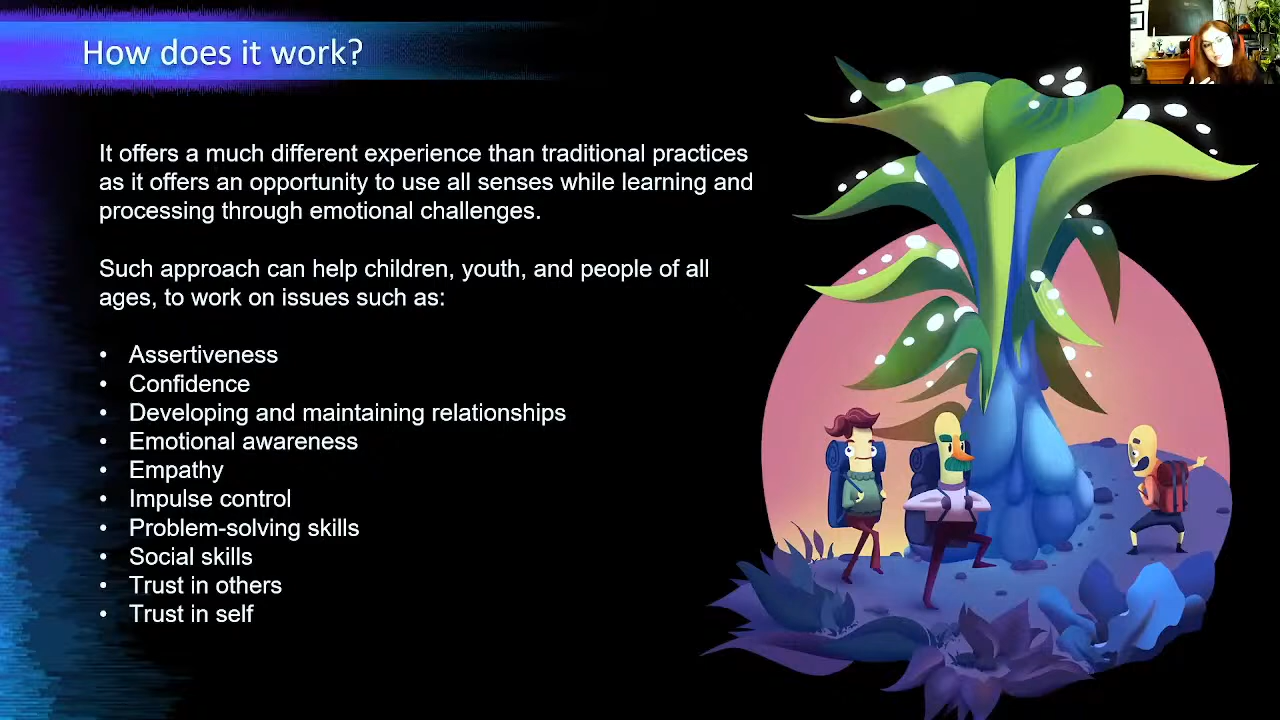 How does it work?
It offers a much different experience than traditional practices
as it offers an opportunity to use all senses while learning and
processing through emotional challenges.
Such approach can help children, youth, and people of all
ages, to work on issues such as:
• Assertiveness
• Confidence
• Developing and maintaining relationships
• Emotional awareness
• Empathy
• Impulse control
• Problem-solving skills
• Social skills
• Trust in others
• Trust in self